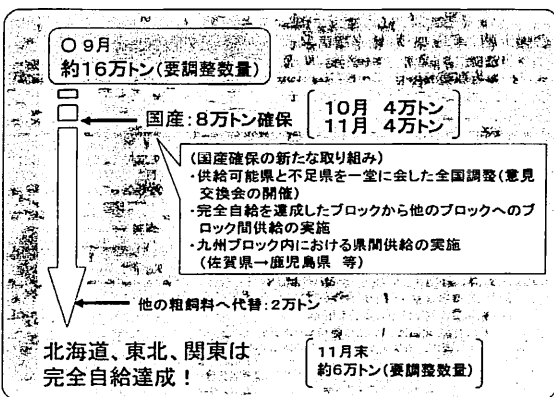 ○9月
約16万トン(要調整数量)
国産:8万トン確保
10月 4万トン
11月 4万トン
(国産確保の新たな取り組み)
・供給可能県と不足県を一堂に会した全国調整(意見
交換会の開催)
・完全自給を達成したブロックから他のブロックへのブ
ロック間供給の実施
・九州ブロック内における県間供給の実施
(佐賀県→鹿児島県 等)
他の粗飼料へ代替:2万トン
北海道、東北、関東は
完全自給達成!
11月末
約6万トン(要調整数量)